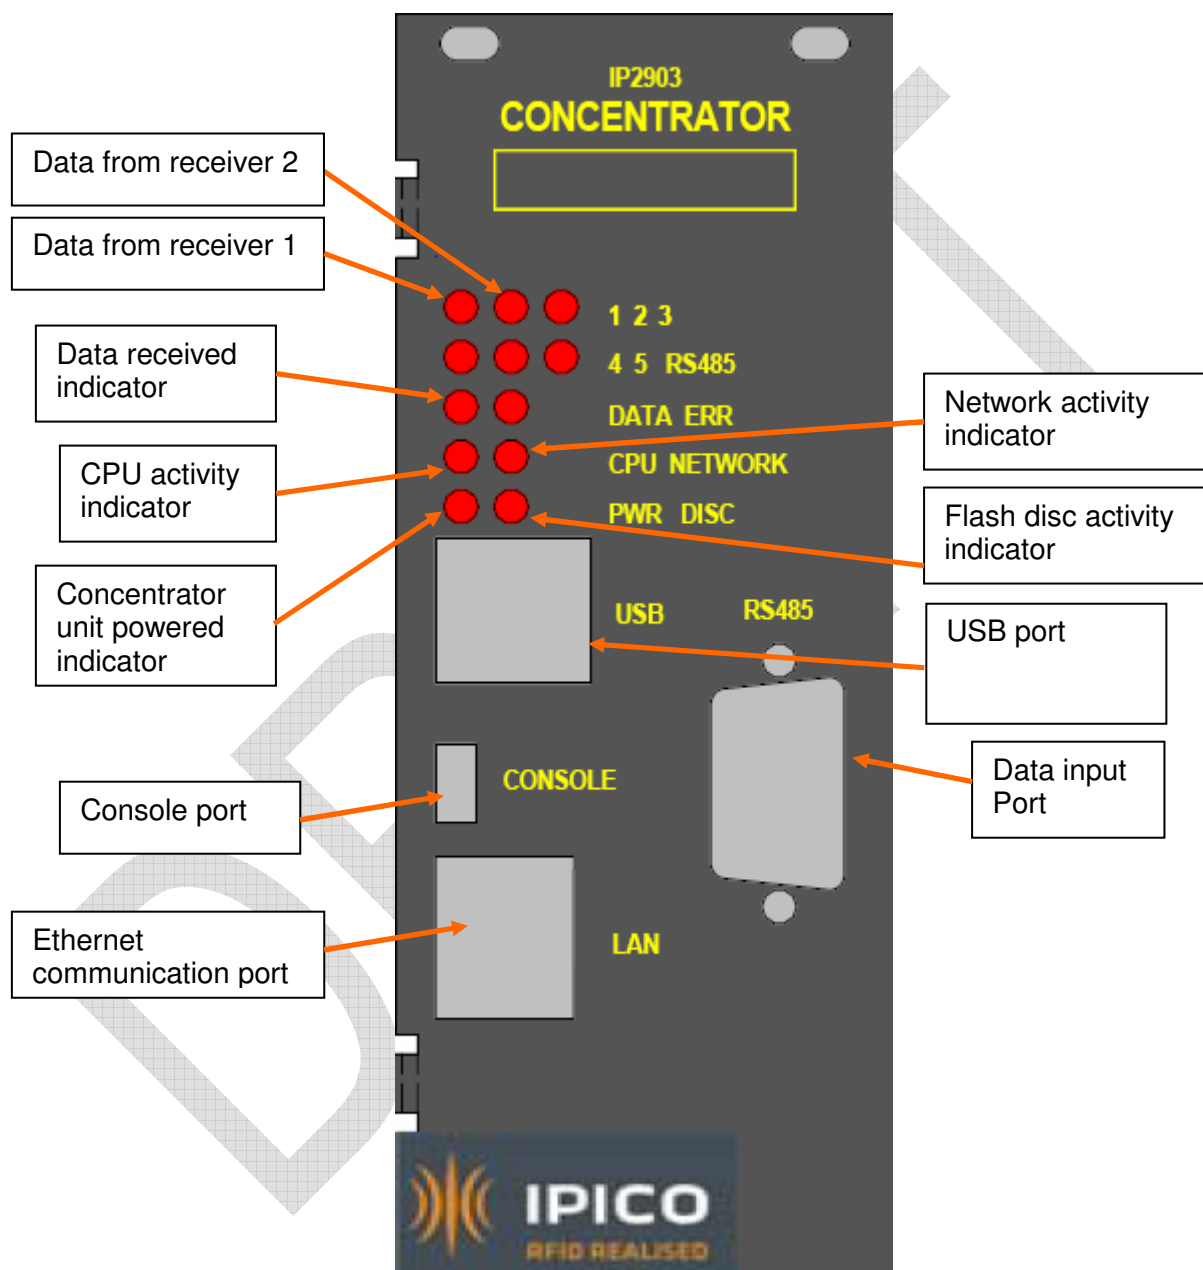 IP2903
CONCENTRATOR
Data from receiver 2
Data from receiver 1
1 2 3
4 5 RS485
DATA ERR
CPU NETWORK
PWR DISC
Data received
indicator
CPU activity
indicator
Concentrator
unit powered
indicator
Network activity
indicator
Flash disc activity
indicator
USB
RS485
USB port
CONSOLE
Console port
Data input
Port
LAN
Ethernet
communication port
IPICO
RFID REALISED